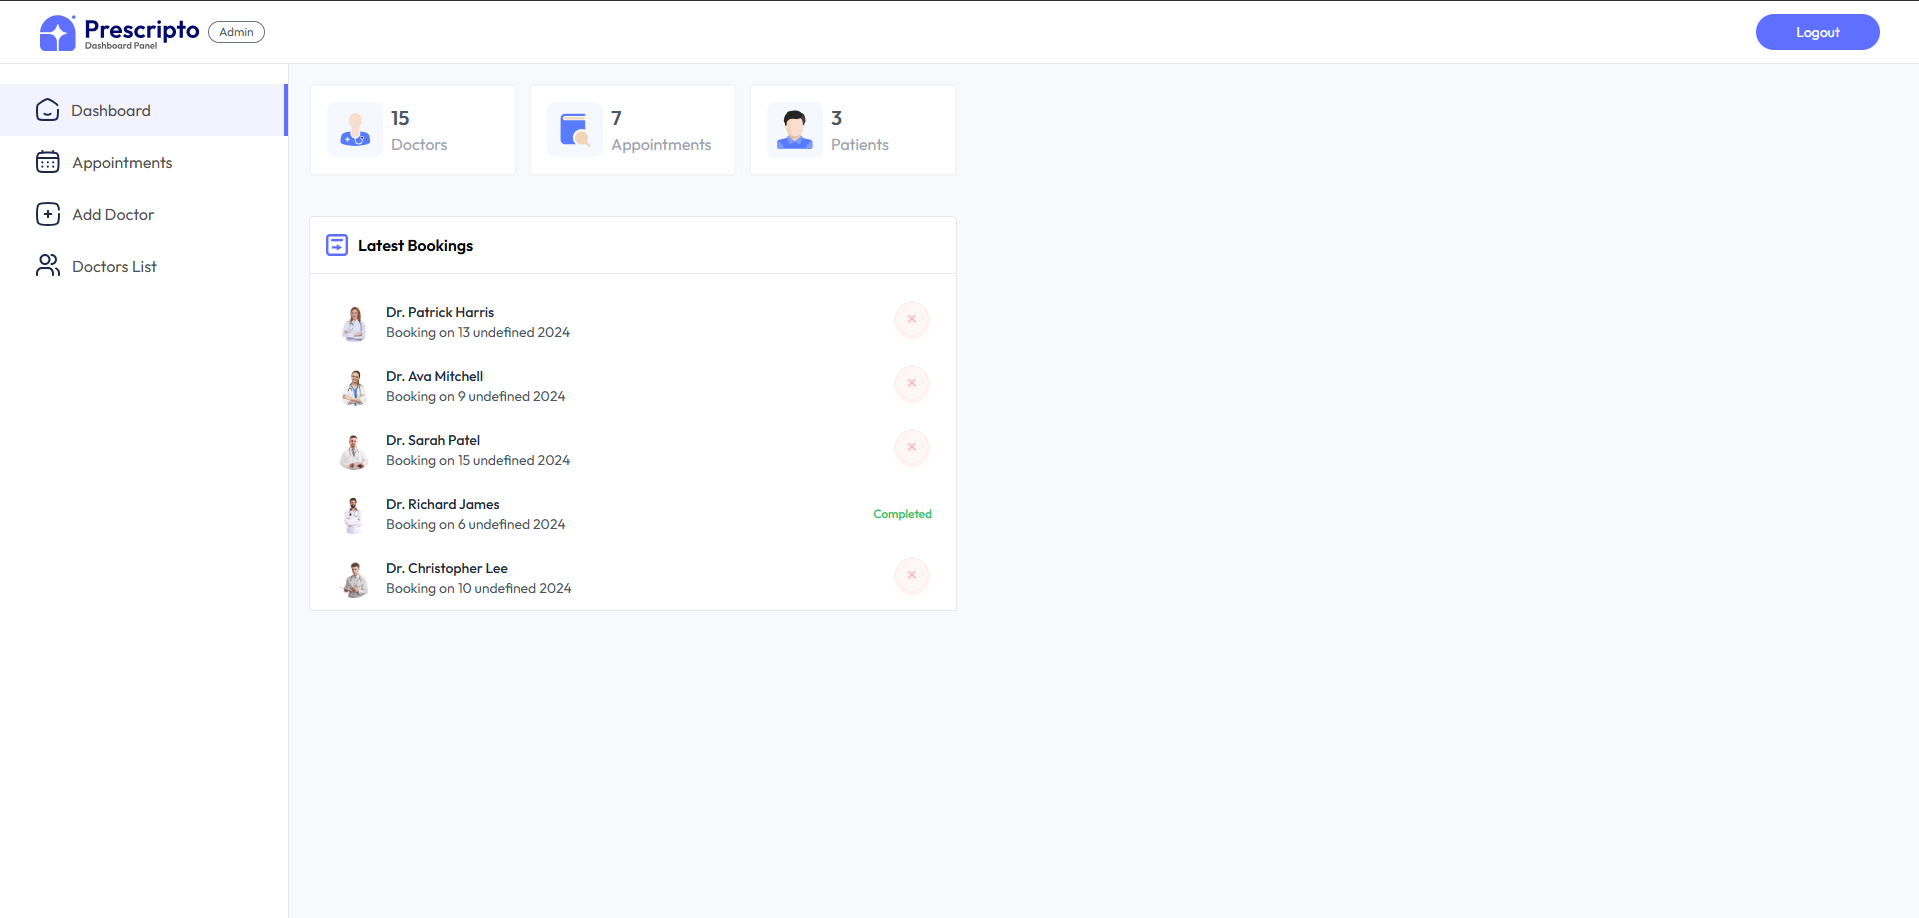 Prescripto
Dashboard Panel
Admin
Logout
Dashboard
Appointments
Add Doctor
Doctors List
15
Doctors
7
Appointments
3
Patients
Latest Bookings
Dr. Patrick Harris
Booking on 13 undefined 2024
Dr. Ava Mitchell
Booking on 9 undefined 2024
Dr. Sarah Patel
Booking on 15 undefined 2024
Dr. Richard James
Booking on 6 undefined 2024
Completed
Dr. Christopher Lee
Booking on 10 undefined 2024